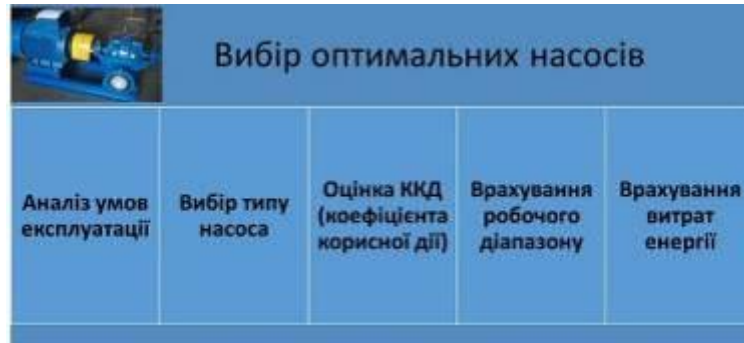 Вибір оптимальних насосів
Аналіз умов
експлуатації
Вибір типу
насоса
Оцінка ККД
(коефіцієнта
корисної дії)
Врахування
робочого
діапазону
Врахування
витрат
енергії